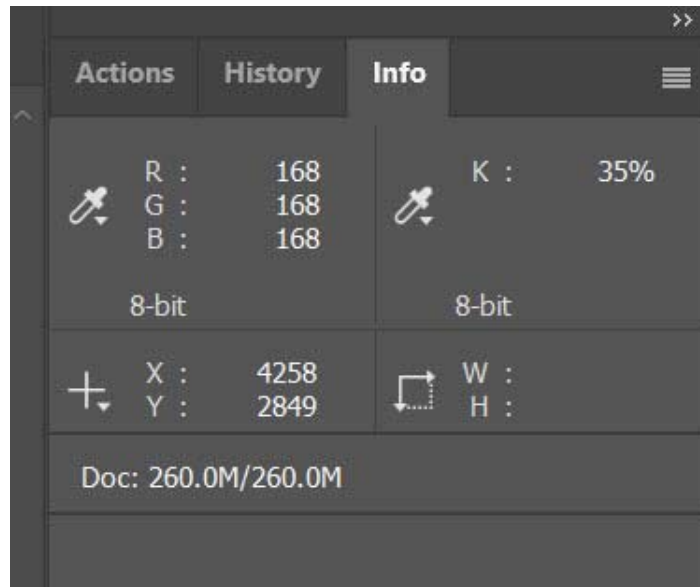 Actions History Info
R : 168
G : 168
B : 168
8-bit
K : 35%
8-bit
X : 4258
Y : 2849
W :
H :
Doc: 260.0M/260.0M